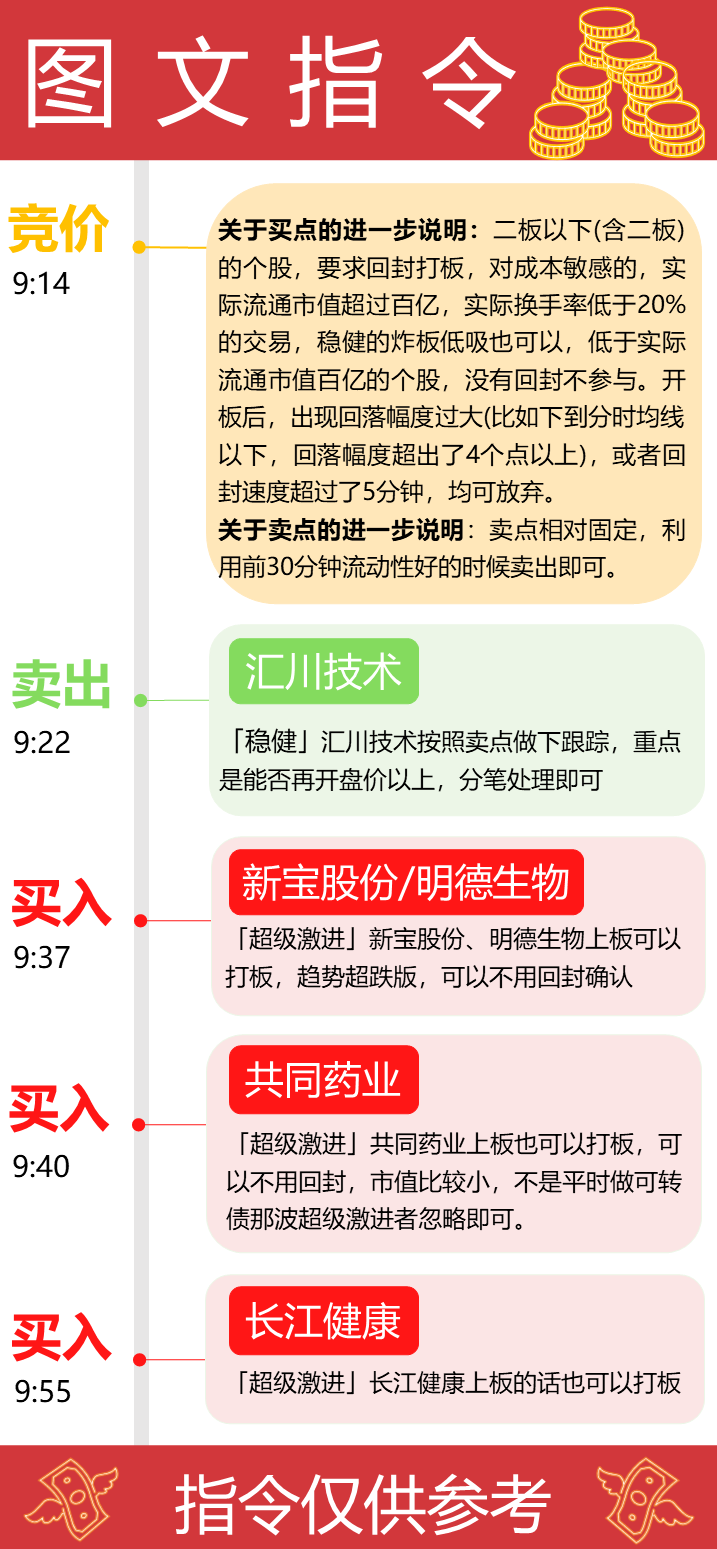 图文指令
竞价
9:14
关于买点的进一步说明：二板以下(含二板)
的个股，要求回封打板，对成本敏感的，实
际流通市值超过百亿，实际换手率低于20%
的交易，稳健的炸板低吸也可以，低于实际
流通市值百亿的个股，没有回封不参与。开
板后，出现回落幅度过大(比如下到分时均线
以下，回落幅度超出了4个点以上)，或者回
封速度超过了5分钟，均可放弃。
关于卖点的进一步说明：卖点相对固定，利
用前30分钟流动性好的时候卖出即可。
卖出
9:22
汇川技术
「稳健」汇川技术按照卖点做下跟踪，重点
是能否再开盘价以上，分笔处理即可
买入
9:37
新宝股份/明德生物
「超级激进」新宝股份、明德生物上板可以
打板，趋势超跌版，可以不用回封确认
买入
9:40
共同药业
「超级激进」共同药业上板也可以打板，可
以不用回封，市值比较小，不是平时做可转
债那波超级激进者忽略即可。
买入
9:55
长江健康
「超级激进」长江健康上板的话也可以打板
指令仅供参考